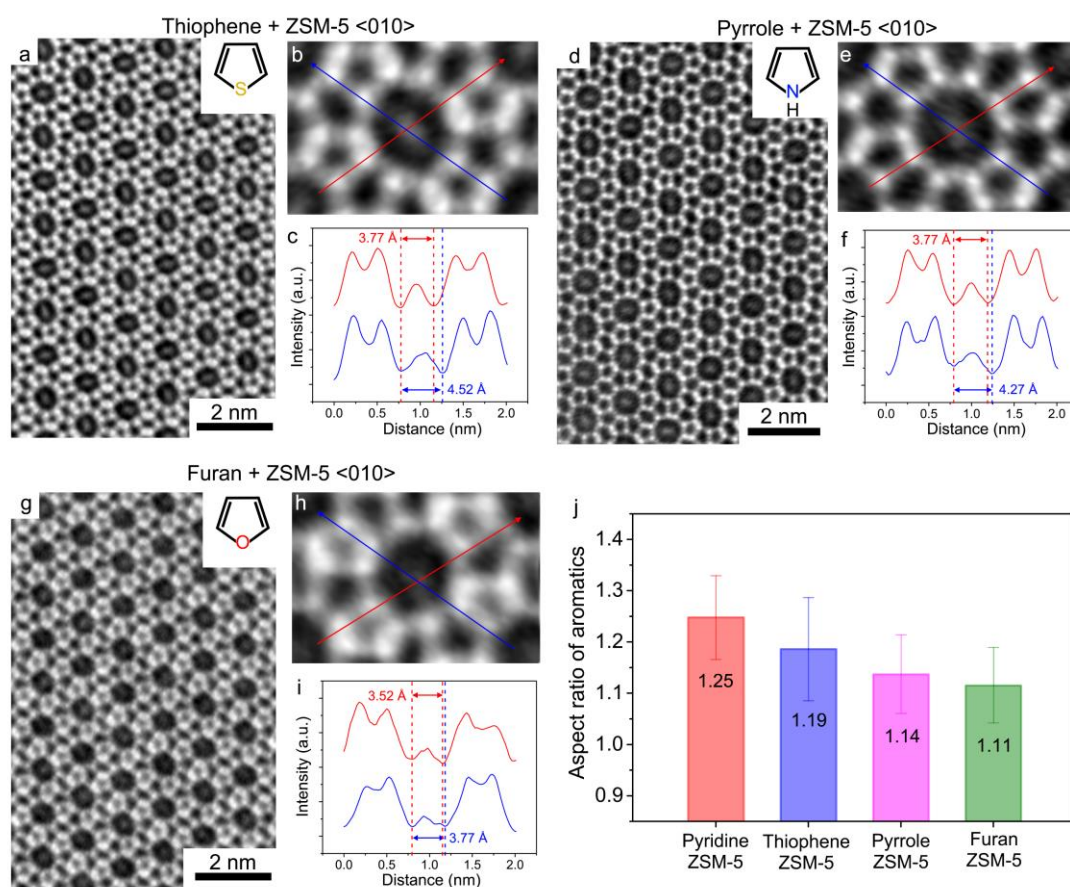 Thiophene + ZSM-5 <010>
a
S
2 nm
b
c
3.77 Å
4.52 Å
Intensity (a.u.)
0.0 0.5 1.0 1.5 2.0
Distance (nm)
Pyrrole + ZSM-5 <010>
d
N
H
2 nm
e
f
3.77 Å
4.27 Å
Intensity (a.u.)
0.0 0.5 1.0 1.5 2.0
Distance (nm)
Furan + ZSM-5 <010>
g
O
2 nm
h
i
3.52 Å
3.77 Å
Intensity (a.u.)
0.0 0.5 1.0 1.5 2.0
Distance (nm)
j
Aspect ratio of aromatics
1.4
1.3
1.2
1.1
1.0
0.9
1.25
1.19
1.14
1.11
Pyridine Thiophene Pyrrole Furan
ZSM-5 ZSM-5 ZSM-5 ZSM-5